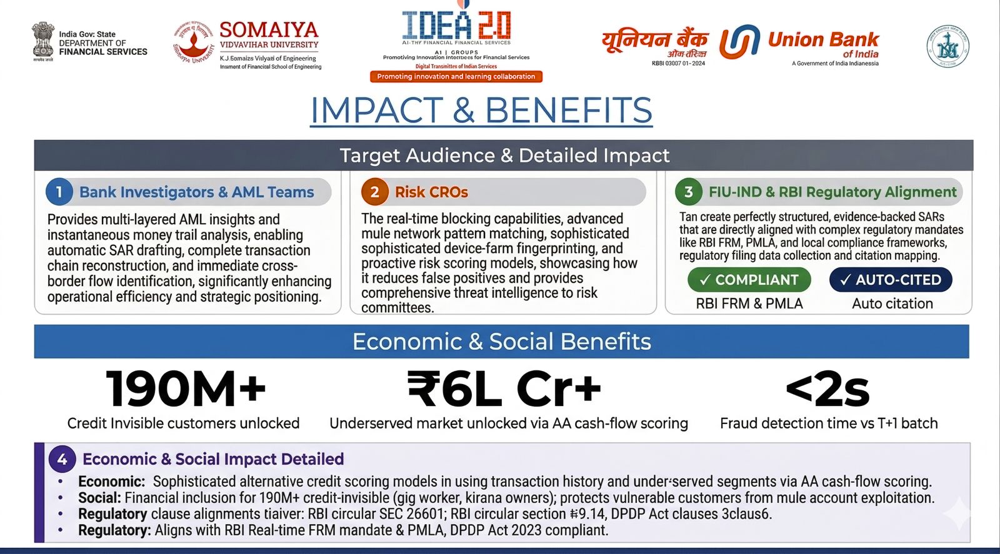 India Gov: State
DEPARTMENT OF
FINANCIAL SERVICES
सत्यमेव जयते
SOMAIYA
VIDVAVIHAR UNIVERSITY
K.J. Somaizs Vitlyaid of Engineering
Insment of Financial School of Engineering
IDEA 2.0
AI-THY FINANCIAL FINANCIAL SERVICES
AI | GROUPS
Promotiving Innovation Interteces for Financial Services
Digital Transmittes of Indian Services
Promoting innovation and learning collaboration
यूनियन बैंक
RBBI 03007 01-2024
Union Bank
of India
A Government of India Indianessia
IMPACT & BENEFITS
Target Audience & Detailed Impact
1 Bank Investigators & AML Teams
Provides multi-layered AML insights and
instantaneous money trail analysis, enabling
automatic SAR drafting, complete transaction
chain reconstruction, and immediate cross-
border flow identification, significantly enhancing
operational efficiency and strategic positioning.
2 Risk CROs
The real-time blocking capabilities, advanced
mule network pattem matching, sophisticated
sophisticated device-farm fingerprinting, and
proactive risk scoring models, showcasing how
it reduces false positives and provides
comprehensive threat intelligence to risk
committees.
3 FIU-IND & RBI Regulatory Alignment
Tan create perfectly structured, evidence-backed SARs
that are directly aligned with complex regulatory mandates
like RBI FRM, PMLA, and local compliance frameworks,
regulatory filing data collection and citation mapping.
✓ COMPLIANT
RBI FRM & PMLA
✓ AUTO-CITED
Auto citation
Economic & Social Benefits
190M+
Credit Invisible customers unlocked
₹6L Cr+
Underserved market unlocked via AA cash-flow scoring
<2s
Fraud detection time vs T+1 batch
4 Economic & Social Impact Detailed
• Economic: Sophisticated alternative credit scoring models in using transaction history and under-served segments via AA cash-flow scoring.
• Social: Financial inclusion for 190M+ credit-invisible (gig worker, kirana owners); protects vulnerable customers from mule account exploitation.
• Regulatory clause alignments tiaiver: RBI circular SEC 26601; RBI circular section #9.14, DPDP Act clauses 3claus6.
• Regulatory: Aligns with RBI Real-time FRM mandate & PMLA, DPDP Act 2023 compliant.